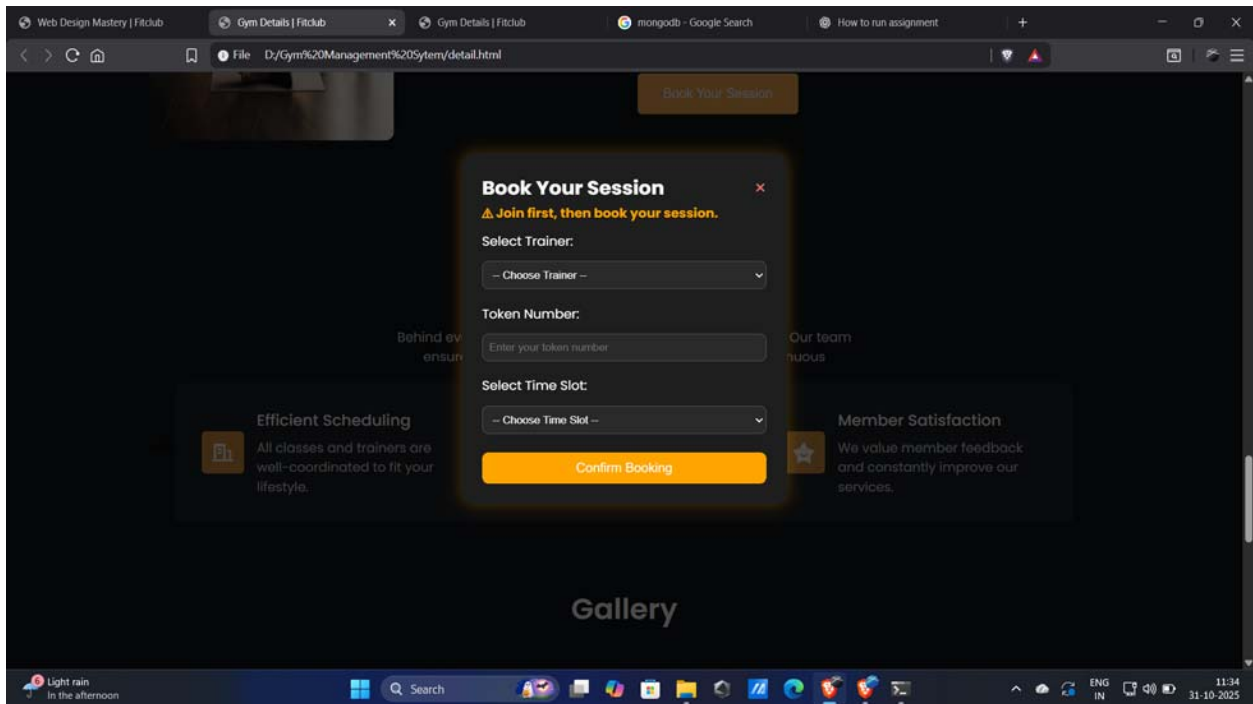 Web Design Mastery | Fitclub
Gym Details | Fitclub
Gym Details | Fitclub
mongodb - Google Search
How to run assignment
File D:/Gym%20Management%20Sytem/detail.html
Book Your Session
Book Your Session
⚠ Join first, then book your session.
Select Trainer:
-- Choose Trainer --
Token Number:
Enter your token number
Select Time Slot:
-- Choose Time Slot --
Confirm Booking
Behind ev
ensur
Our team
nuous
Efficient Scheduling
All classes and trainers are
well-coordinated to fit your
lifestyle.
Member Satisfaction
We value member feedback
and constantly improve our
services.
Gallery
6
Light rain
In the afternoon
Search
ENG
IN
11:34
31-10-2025